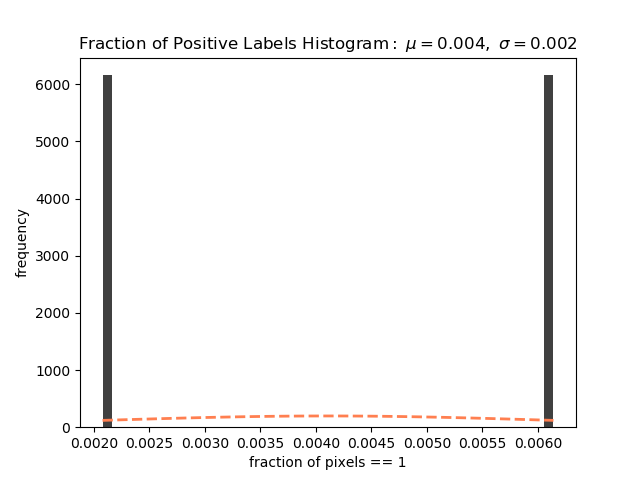 Fraction of Positive Labels Histogram: μ = 0.004, σ = 0.002
frequency
6000
5000
4000
3000
2000
1000
0
0.0020 0.0025 0.0030 0.0035 0.0040 0.0045 0.0050 0.0055 0.0060
fraction of pixels == 1